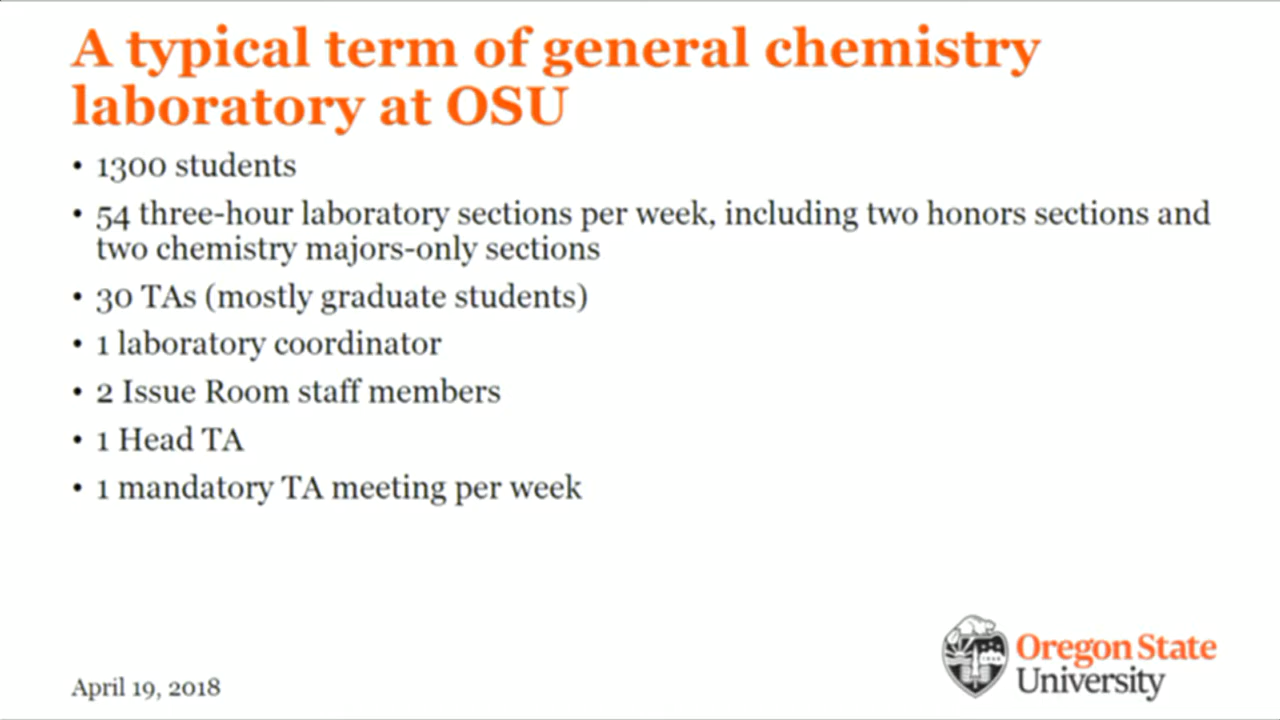 A typical term of general chemistry
laboratory at OSU
• 1300 students
• 54 three-hour laboratory sections per week, including two honors sections and
two chemistry majors-only sections
• 30 TAs (mostly graduate students)
• 1 laboratory coordinator
• 2 Issue Room staff members
• 1 Head TA
• 1 mandatory TA meeting per week
April 19, 2018
Oregon State
University